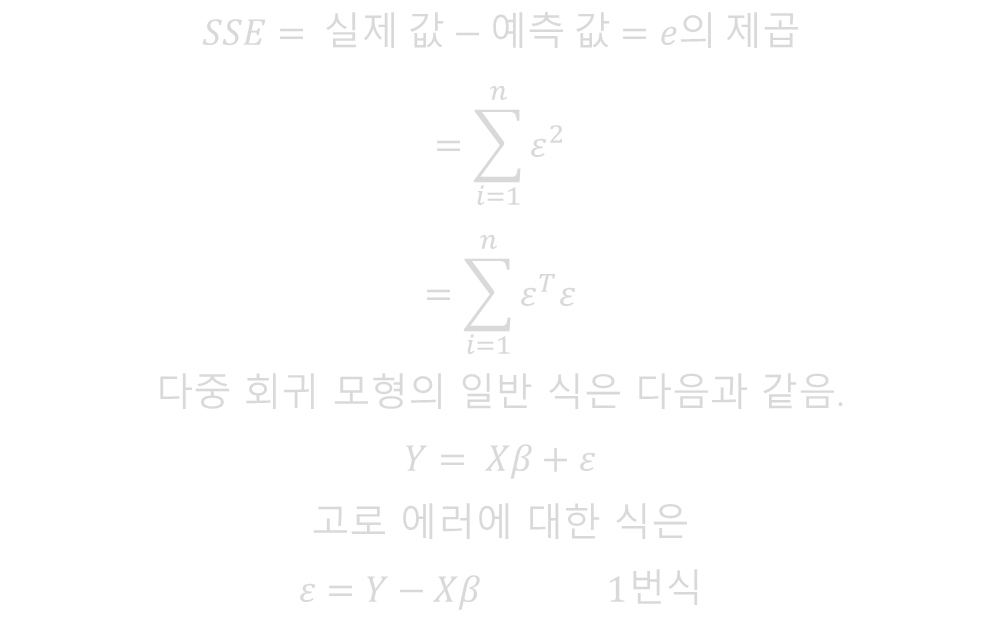 SSE = 실제 값 − 예측 값 = e의 제곱
= ∑_{i=1}^{n} ε²
= ∑_{i=1}^{n} ε^T ε
다중 회귀 모형의 일반 식은 다음과 같음.
Y = Xβ + ε
고로 에러에 대한 식은
ε = Y − Xβ 1번식